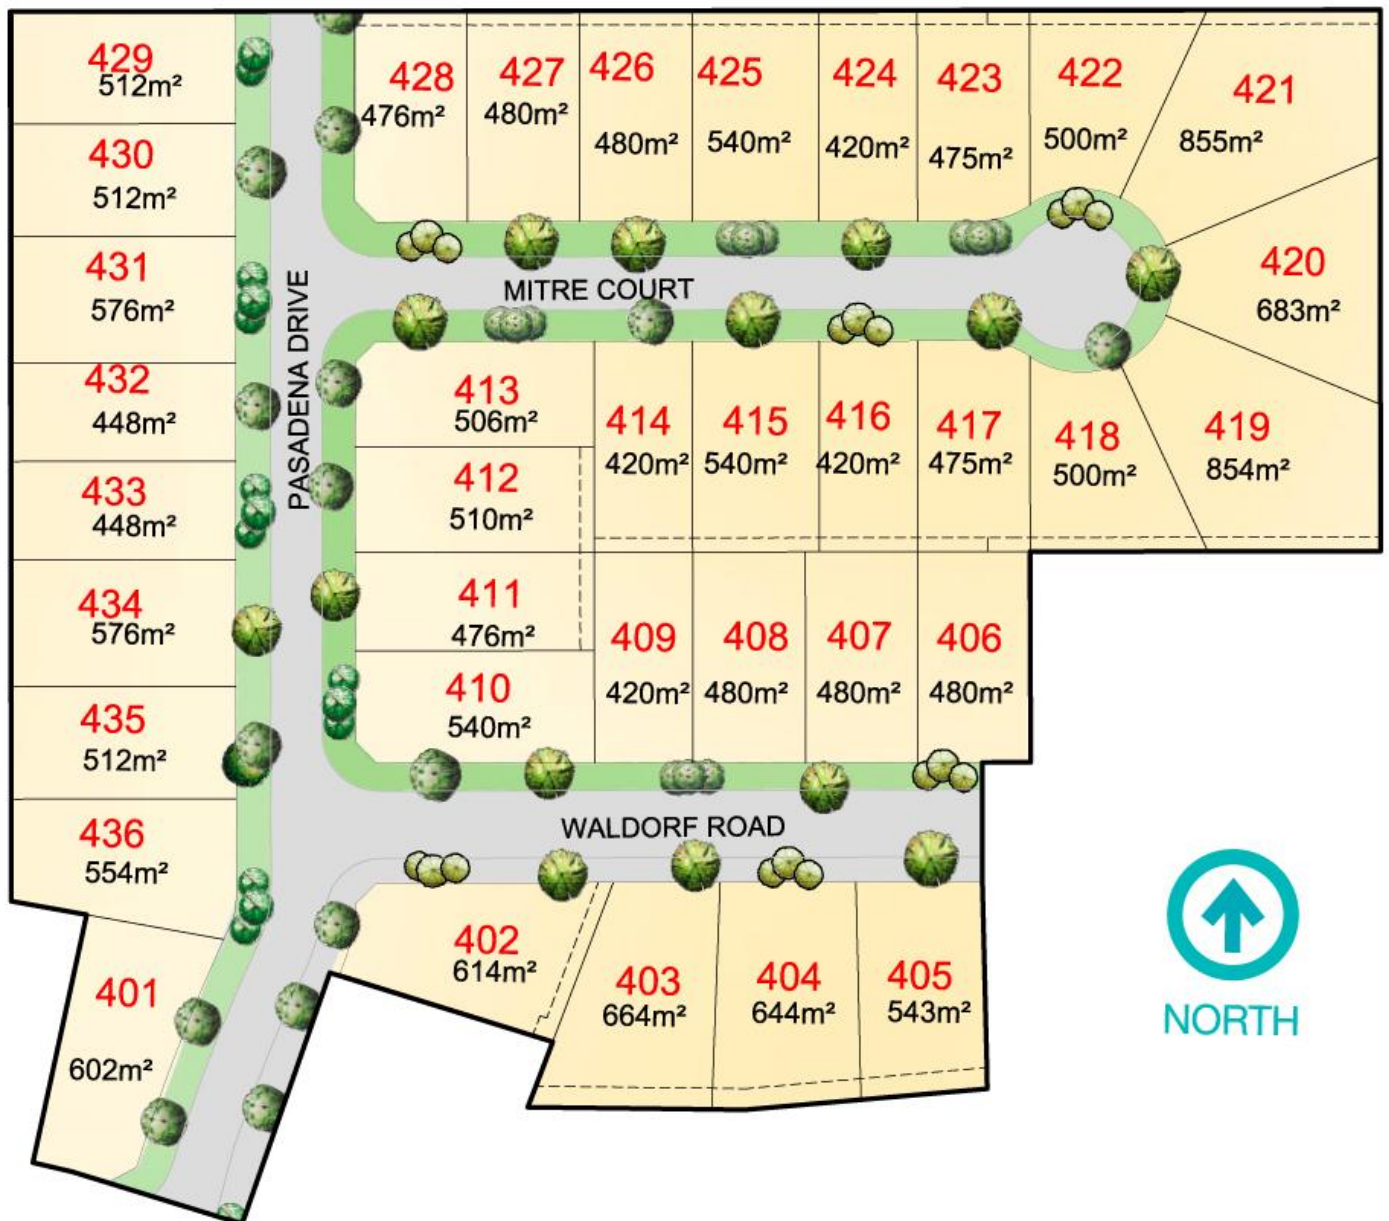 429
512m²
430
512m²
431
576m²
432
448m²
433
448m²
434
576m²
435
512m²
436
554m²
401
602m²
PASADENA DRIVE
428
476m²
427
480m²
426
480m²
425
540m²
424
420m²
423
475m²
422
500m²
421
855m²
420
683m²
419
854m²
418
500m²
417
475m²
416
420m²
415
540m²
414
420m²
413
506m²
MITRE COURT
412
510m²
411
476m²
410
540m²
409
420m²
408
480m²
407
480m²
406
480m²
WALDORF ROAD
402
614m²
403
664m²
404
644m²
405
543m²
NORTH